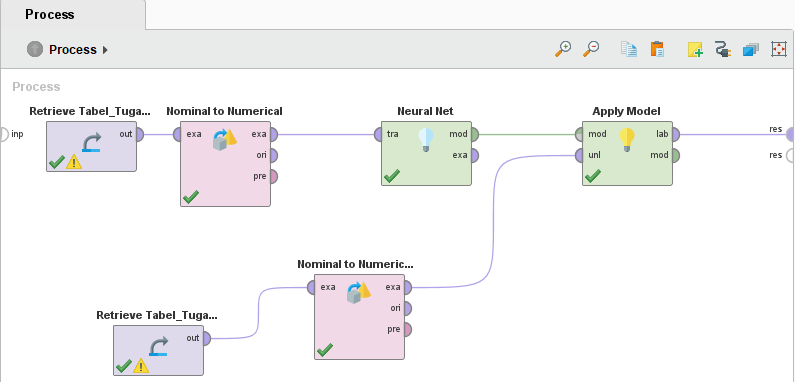 Process
Process
Process
Retrieve Tabel_Tuga...
Nominal to Numerical
Neural Net
Apply Model
inp
out
exa
exa
ori
pre
tra
mod
exa
mod
unl
lab
mod
res
res
Nominal to Numeric...
exa
exa
ori
pre
Retrieve Tabel_Tuga...
out